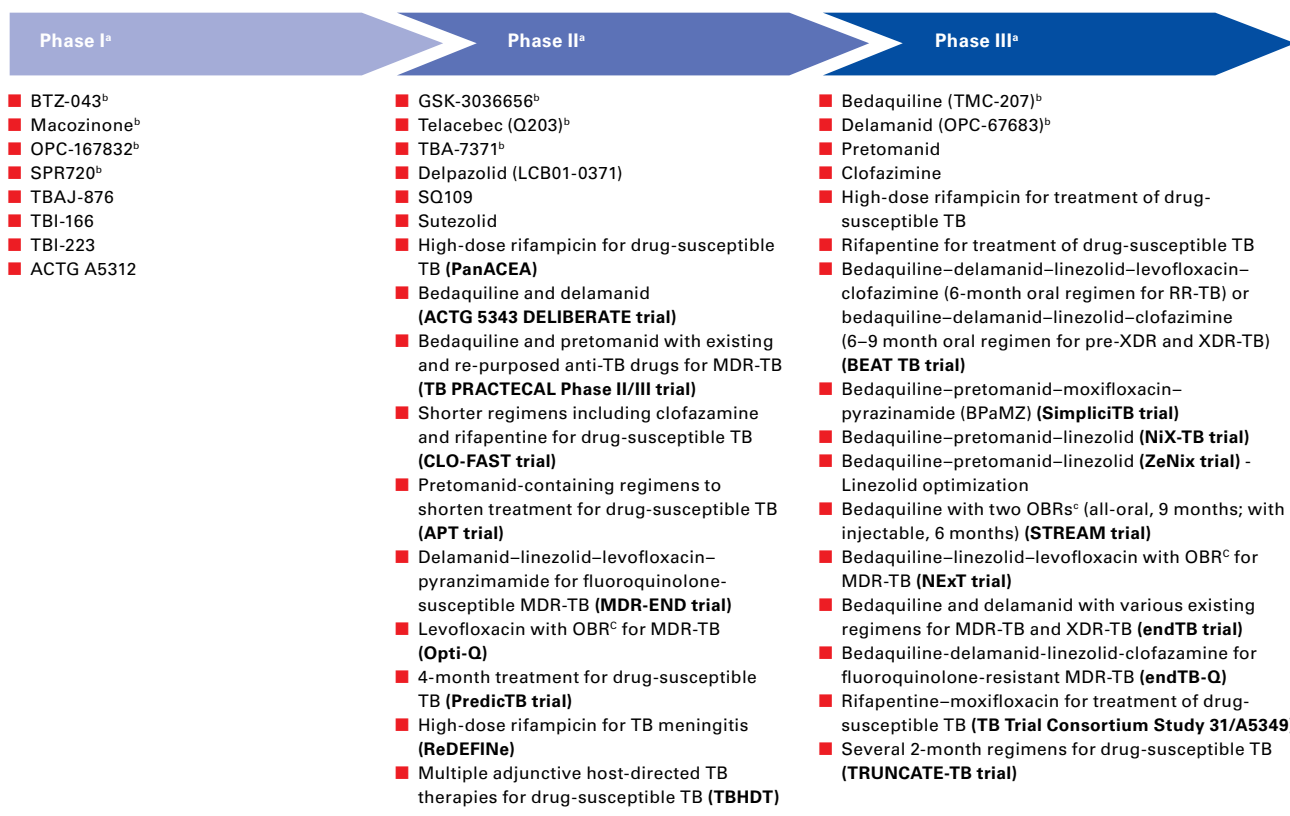 Phase Iª
BTZ-043ᵇ
Macozinoneᵇ
OPC-167832ᵇ
SPR720ᵇ
TBAJ-876
TBI-166
TBI-223
ACTG A5312
Phase IIª
GSK-3036656ᵇ
Telacebec (Q203)ᵇ
TBA-7371ᵇ
Delpazolid (LCB01-0371)
SQ109
Sutezolid
High-dose rifampicin for drug-susceptible
TB (PanACEA)
Bedaquiline and delamanid
(ACTG 5343 DELIBERATE trial)
Bedaquiline and pretomanid with existing
and re-purposed anti-TB drugs for MDR-TB
(TB PRACTECAL Phase II/III trial)
Shorter regimens including clofazamine
and rifapentine for drug-susceptible TB
(CLO-FAST trial)
Pretomanid-containing regimens to
shorten treatment for drug-susceptible TB
(APT trial)
Delamanid–linezolid–levofloxacin–
pyranzimamide for fluoroquinolone-
susceptible MDR-TB (MDR-END trial)
Levofloxacin with OBRᶜ for MDR-TB
(Opti-Q)
4-month treatment for drug-susceptible
TB (PredicTB trial)
High-dose rifampicin for TB meningitis
(ReDEFINe)
Multiple adjunctive host-directed TB
therapies for drug-susceptible TB (TBHDT)
Phase IIIª
Bedaquiline (TMC-207)ᵇ
Delamanid (OPC-67683)ᵇ
Pretomanid
Clofazimine
High-dose rifampicin for treatment of drug-
susceptible TB
Rifapentine for treatment of drug-susceptible TB
Bedaquiline–delamanid–linezolid–levofloxacin–
clofazimine (6-month oral regimen for RR-TB) or
bedaquiline–delamanid–linezolid–clofazimine
(6–9 month oral regimen for pre-XDR and XDR-TB)
(BEAT TB trial)
Bedaquiline–pretomanid–moxifloxacin–
pyrazinamide (BPaMZ) (SimpliciTB trial)
Bedaquiline–pretomanid–linezolid (NiX-TB trial)
Bedaquiline–pretomanid–linezolid (ZeNix trial) -
Linezolid optimization
Bedaquiline with two OBRsᶜ (all-oral, 9 months; with
injectable, 6 months) (STREAM trial)
Bedaquiline–linezolid–levofloxacin with OBRᶜ for
MDR-TB (NExT trial)
Bedaquiline and delamanid with various existing
regimens for MDR-TB and XDR-TB (endTB trial)
Bedaquiline-delamanid-linezolid-clofazamine for
fluoroquinolone-resistant MDR-TB (endTB-Q)
Rifapentine–moxifloxacin for treatment of drug-
susceptible TB (TB Trial Consortium Study 31/A5349)
Several 2-month regimens for drug-susceptible TB
(TRUNCATE-TB trial)